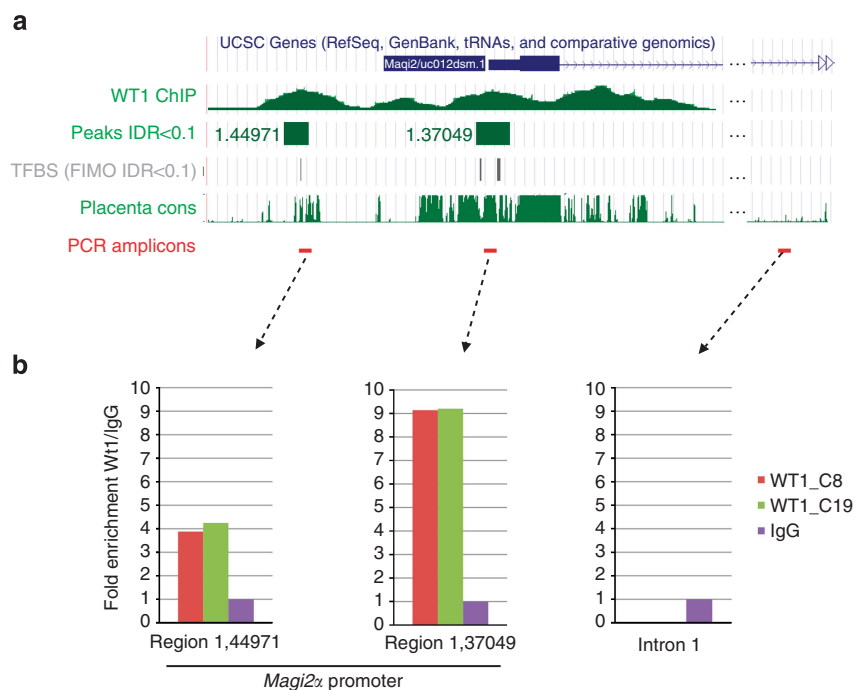 a
UCSC Genes (RefSeq, GenBank, tRNAs, and comparative genomics)
Magi2/uc012dsm.1
...
WT1 ChIP
...
Peaks IDR<0.1
1.44971
1.37049
...
TFBS (FIMO IDR<0.1)
...
Placenta cons
...
PCR amplicons
b
Fold enrichment Wt1/IgG
10
9
8
7
6
5
4
3
2
1
0
Region 1,44971
10
9
8
7
6
5
4
3
2
1
0
Region 1,37049
Magi2α promoter
10
9
8
7
6
5
4
3
2
1
0
Intron 1
WT1_C8
WT1_C19
IgG